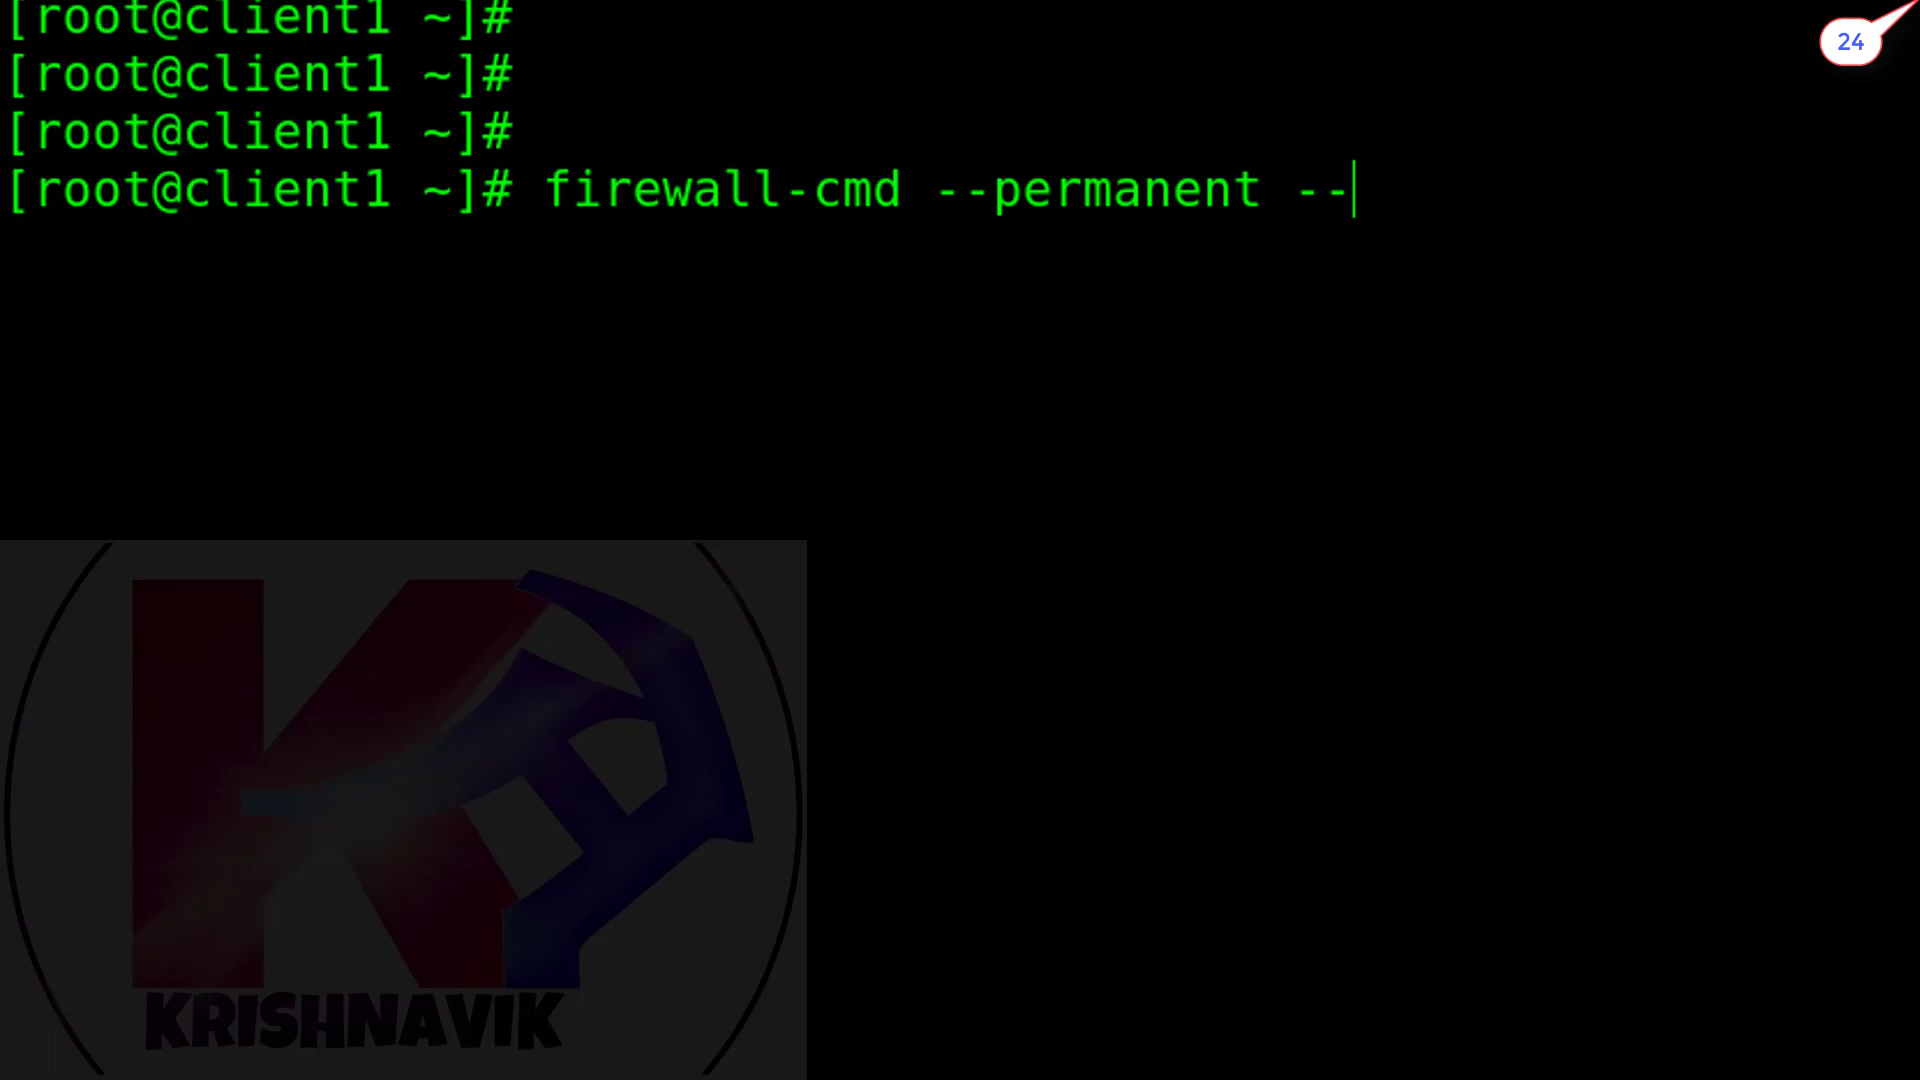 [root@client1 ~]#
24
[root@client1 ~]#
[root@client1 ~]#
[root@client1 ~]# firewall-cmd --permanent --
KRISHNAVIK